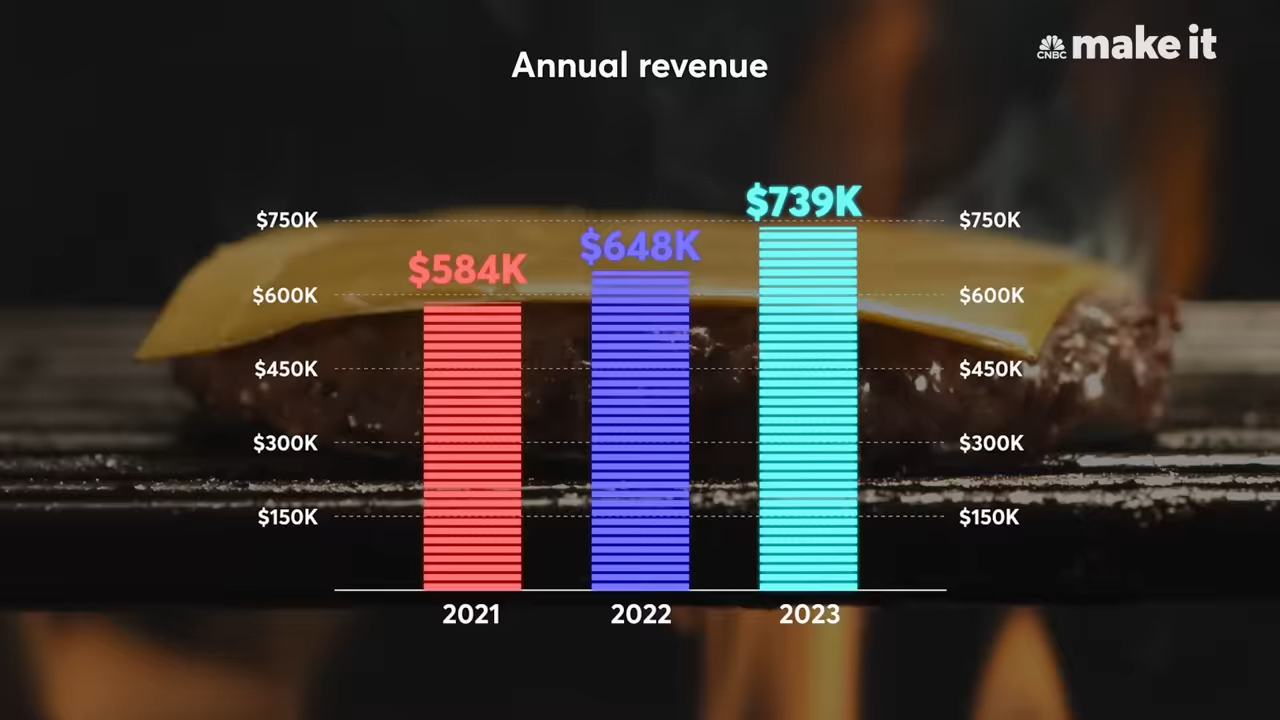 CNBC make it
Annual revenue
$739K
$750K $750K
$648K
$584K
$600K $600K
$450K $450K
$300K $300K
$150K $150K
2021 2022 2023